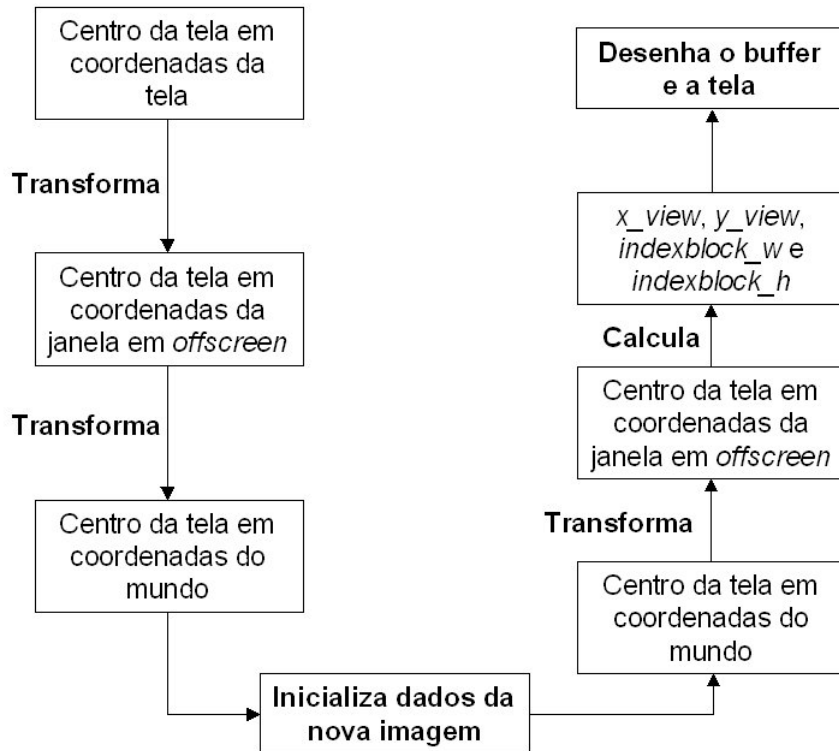 Centro da tela em
coordenadas da
tela
Transforma
Centro da tela em
coordenadas da
janela em offscreen
Transforma
Centro da tela em
coordenadas do
mundo
Inicializa dados da
nova imagem
Centro da tela em
coordenadas do
mundo
Transforma
Centro da tela em
coordenadas da
janela em offscreen
Calcula
x_view, y_view,
indexblock_w e
indexblock_h
Desenha o buffer
e a tela